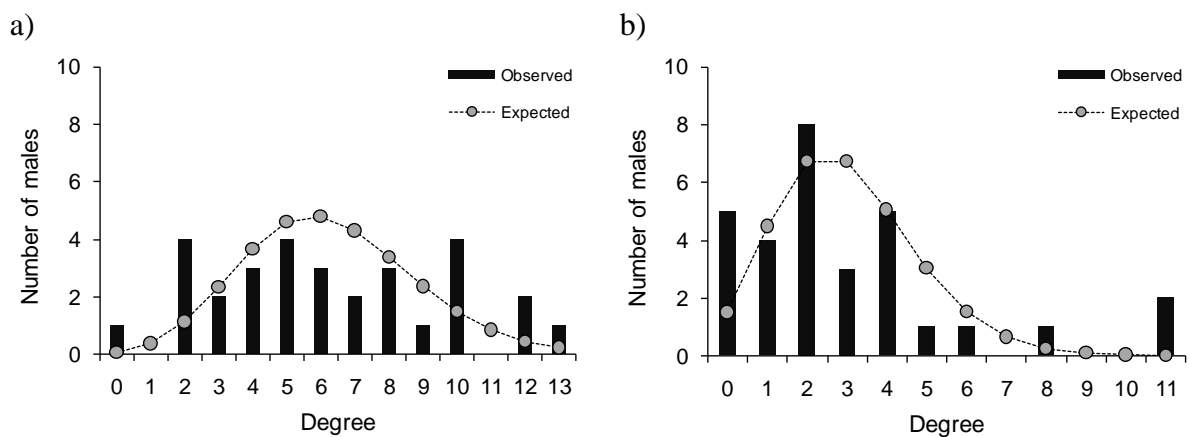 a)
10
8
6
4
2
0
Number of males
Observed
Expected
0 1 2 3 4 5 6 7 8 9 10 11 12 13
Degree
b)
10
8
6
4
2
0
Number of males
Observed
Expected
0 1 2 3 4 5 6 7 8 9 10 11
Degree